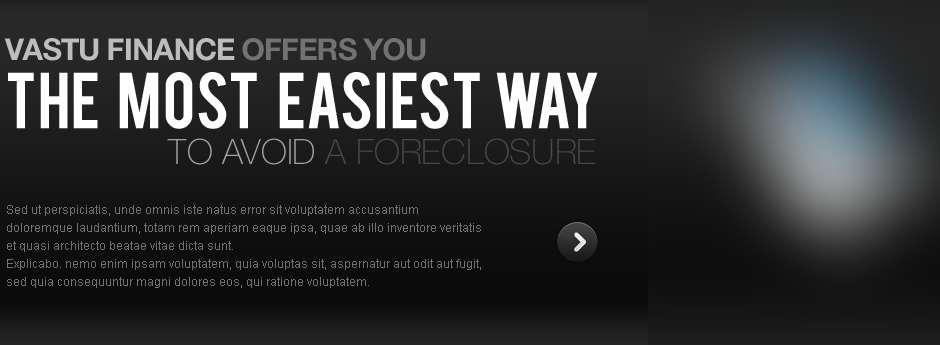 VASTU FINANCE OFFERS YOU
THE MOST EASIEST WAY
TO AVOID A FORECLOSURE
Sed ut perspiciatis, unde omnis iste natus error sit voluptatem accusantium
doloremque laudantium, totam rem aperiam eaque ipsa, quae ab illo inventore veritatis
et quasi architecto beatae vitae dicta sunt.
Explicabo. nemo enim ipsam voluptatem, quia voluptas sit, aspernatur aut odit aut fugit,
sed quia consequuntur magni dolores eos, qui ratione voluptatem.